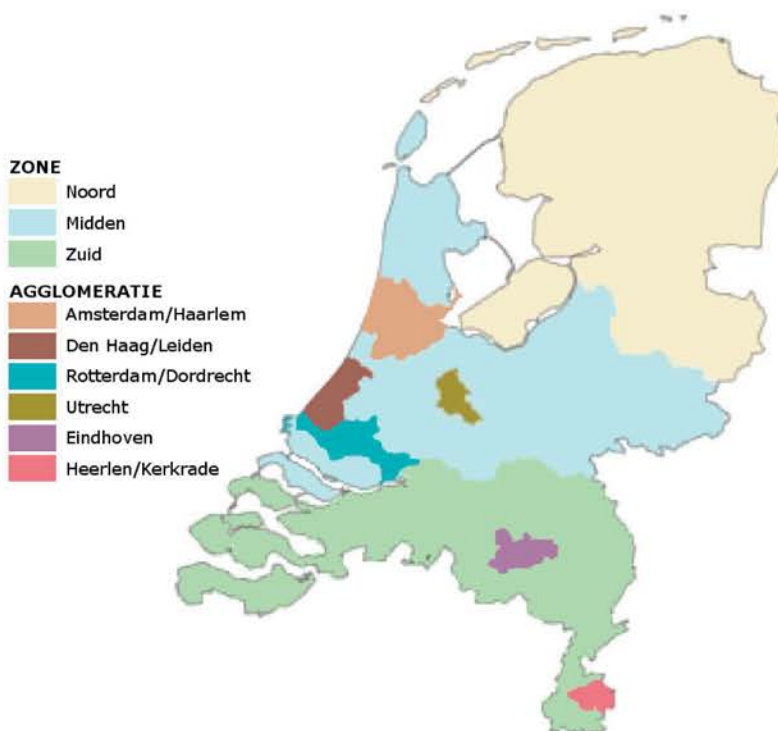 ZONE
Noord
Midden
Zuid
AGGLOMERATIE
Amsterdam/Haarlem
Den Haag/Leiden
Rotterdam/Dordrecht
Utrecht
Eindhoven
Heerlen/Kerkrade